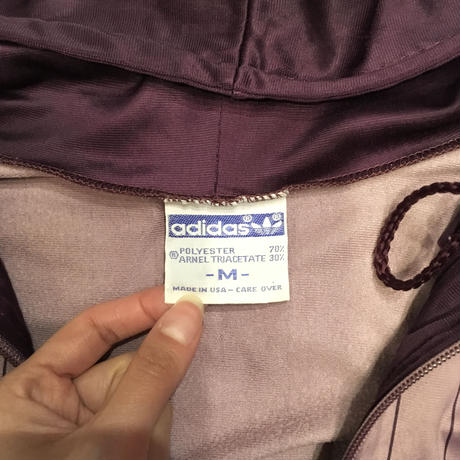 adidas ®
POLYESTER 70%
® ARNEL TRIACETATE 30%
- M -
MADE IN USA - CARE OVER